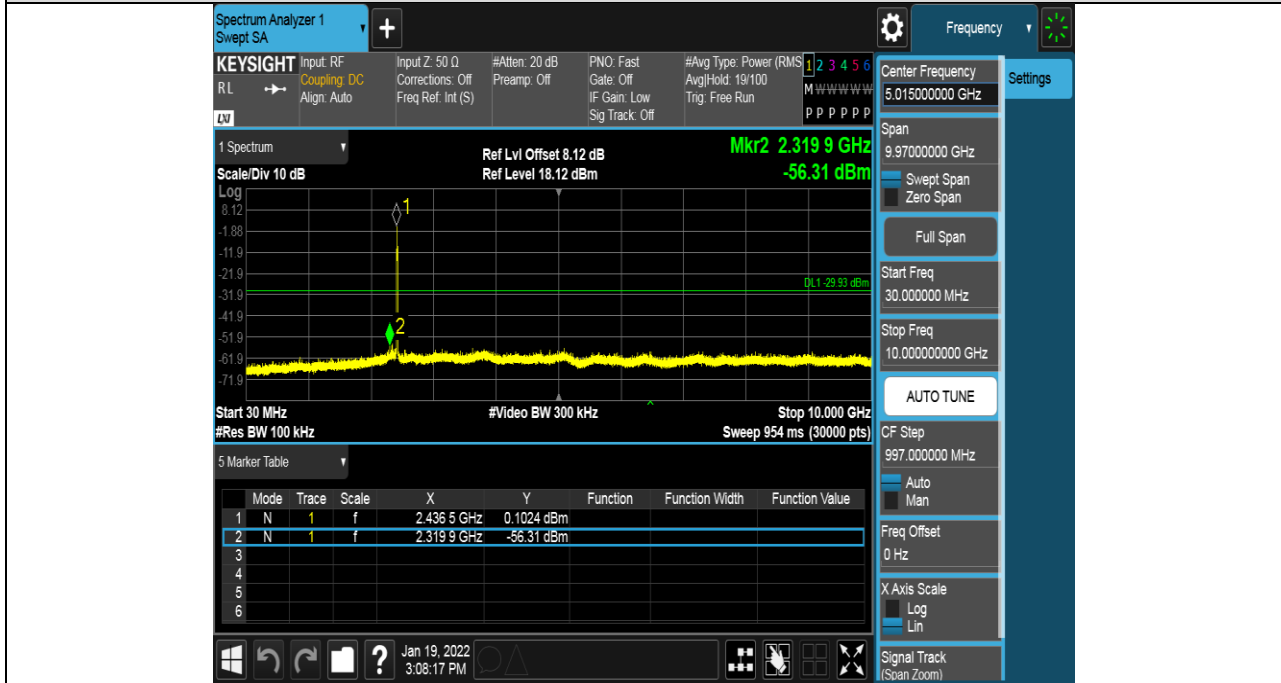 Spectrum Analyzer 1
Swept SA
+
Frequency
KEYSIGHT
RL
LXI
Input: RF
Coupling: DC
Align: Auto
Input Z: 50 Ω
Corrections: Off
Freq Ref: Int (S)
#Atten: 20 dB
Preamp: Off
PNO: Fast
Gate: Off
IF Gain: Low
Sig Track: Off
#Avg Type: Power (RMS
Avg|Hold: 19/100
Trig: Free Run
1 2 3 4 5 6
M W W W W W
P P P P P P
1 Spectrum
Scale/Div 10 dB
Ref Lvl Offset 8.12 dB
Ref Level 18.12 dBm
Mkr2 2.319 9 GHz
-56.31 dBm
Log
8.12
-1.88
-11.9
-21.9
-31.9
-41.9
-51.9
-61.9
-71.9
1
2
DL1 -29.93 dBm
Start 30 MHz
#Res BW 100 kHz
#Video BW 300 kHz
Stop 10.000 GHz
Sweep 954 ms (30000 pts)
5 Marker Table
Mode Trace Scale X Y Function Function Width Function Value
1 N 1 f 2.436 5 GHz 0.1024 dBm
2 N 1 f 2.319 9 GHz -56.31 dBm
3
4
5
6
?
Jan 19, 2022
3:08:17 PM
Center Frequency
5.015000000 GHz
Span
9.97000000 GHz
Swept Span
Zero Span
Full Span
Start Freq
30.000000 MHz
Stop Freq
10.000000000 GHz
AUTO TUNE
CF Step
997.000000 MHz
Auto
Man
Freq Offset
0 Hz
X Axis Scale
Log
Lin
Signal Track
(Span Zoom)
Settings